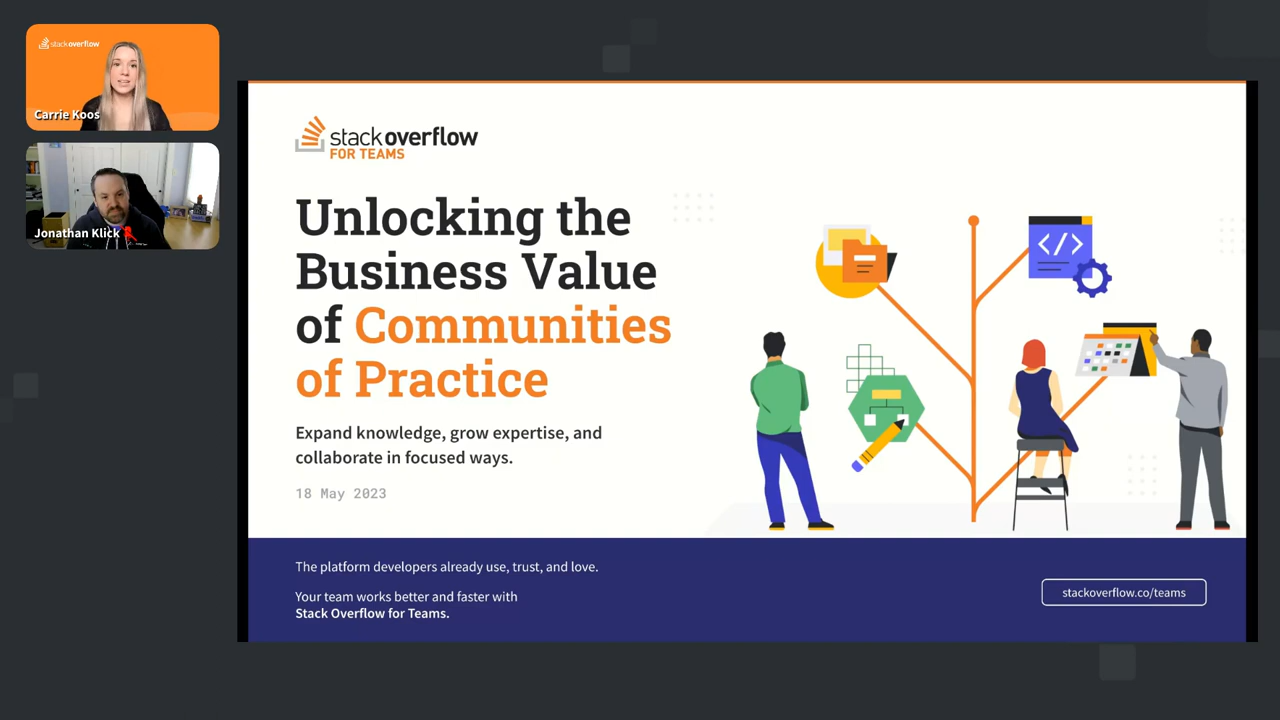 stackoverflow
Carrie Koos
Jonathan Klick
stackoverflow
FOR TEAMS
Unlocking the
Business Value
of Communities
of Practice
Expand knowledge, grow expertise, and
collaborate in focused ways.
18 May 2023
</>
The platform developers already use, trust, and love.
Your team works better and faster with
Stack Overflow for Teams.
stackoverflow.co/teams